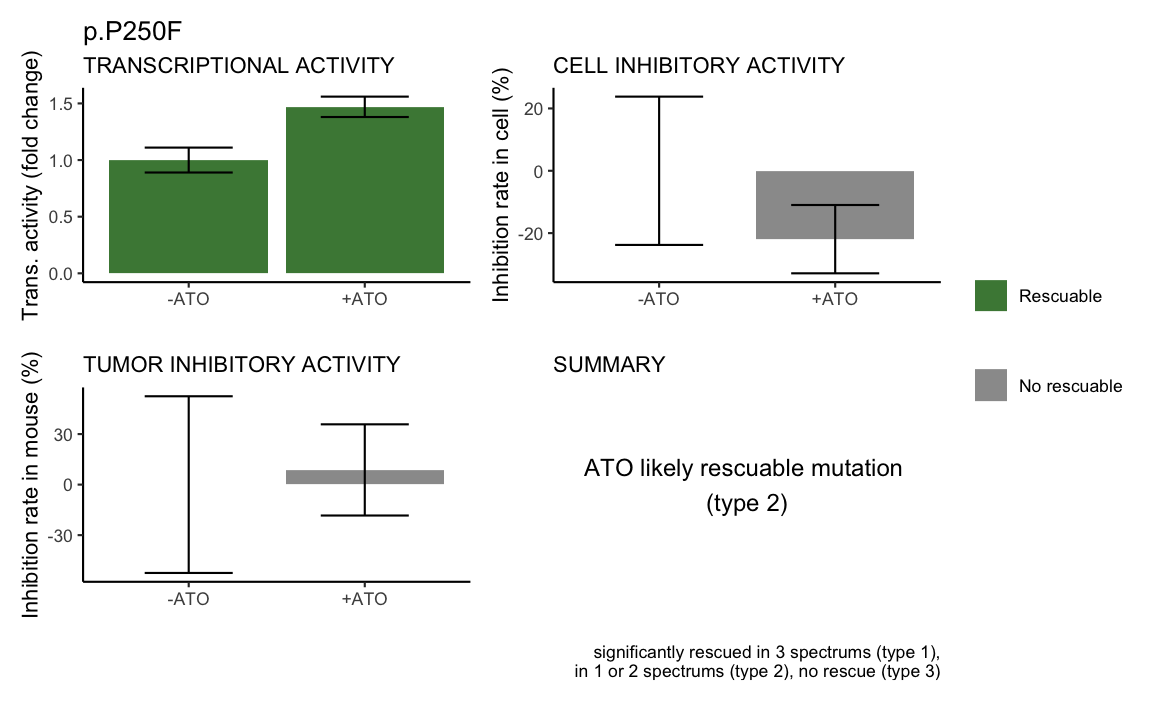 p.P250F
TRANSCRIPTIONAL ACTIVITY
Trans. activity (fold change)
1.5
1.0
0.5
0.0
-ATO
+ATO
CELL INHIBITORY ACTIVITY
Inhibition rate in cell (%)
20
0
-20
-ATO
+ATO
Rescuable
No rescuable
TUMOR INHIBITORY ACTIVITY
Inhibition rate in mouse (%)
30
0
-30
-ATO
+ATO
SUMMARY
ATO likely rescuable mutation
(type 2)
significantly rescued in 3 spectrums (type 1),
in 1 or 2 spectrums (type 2), no rescue (type 3)